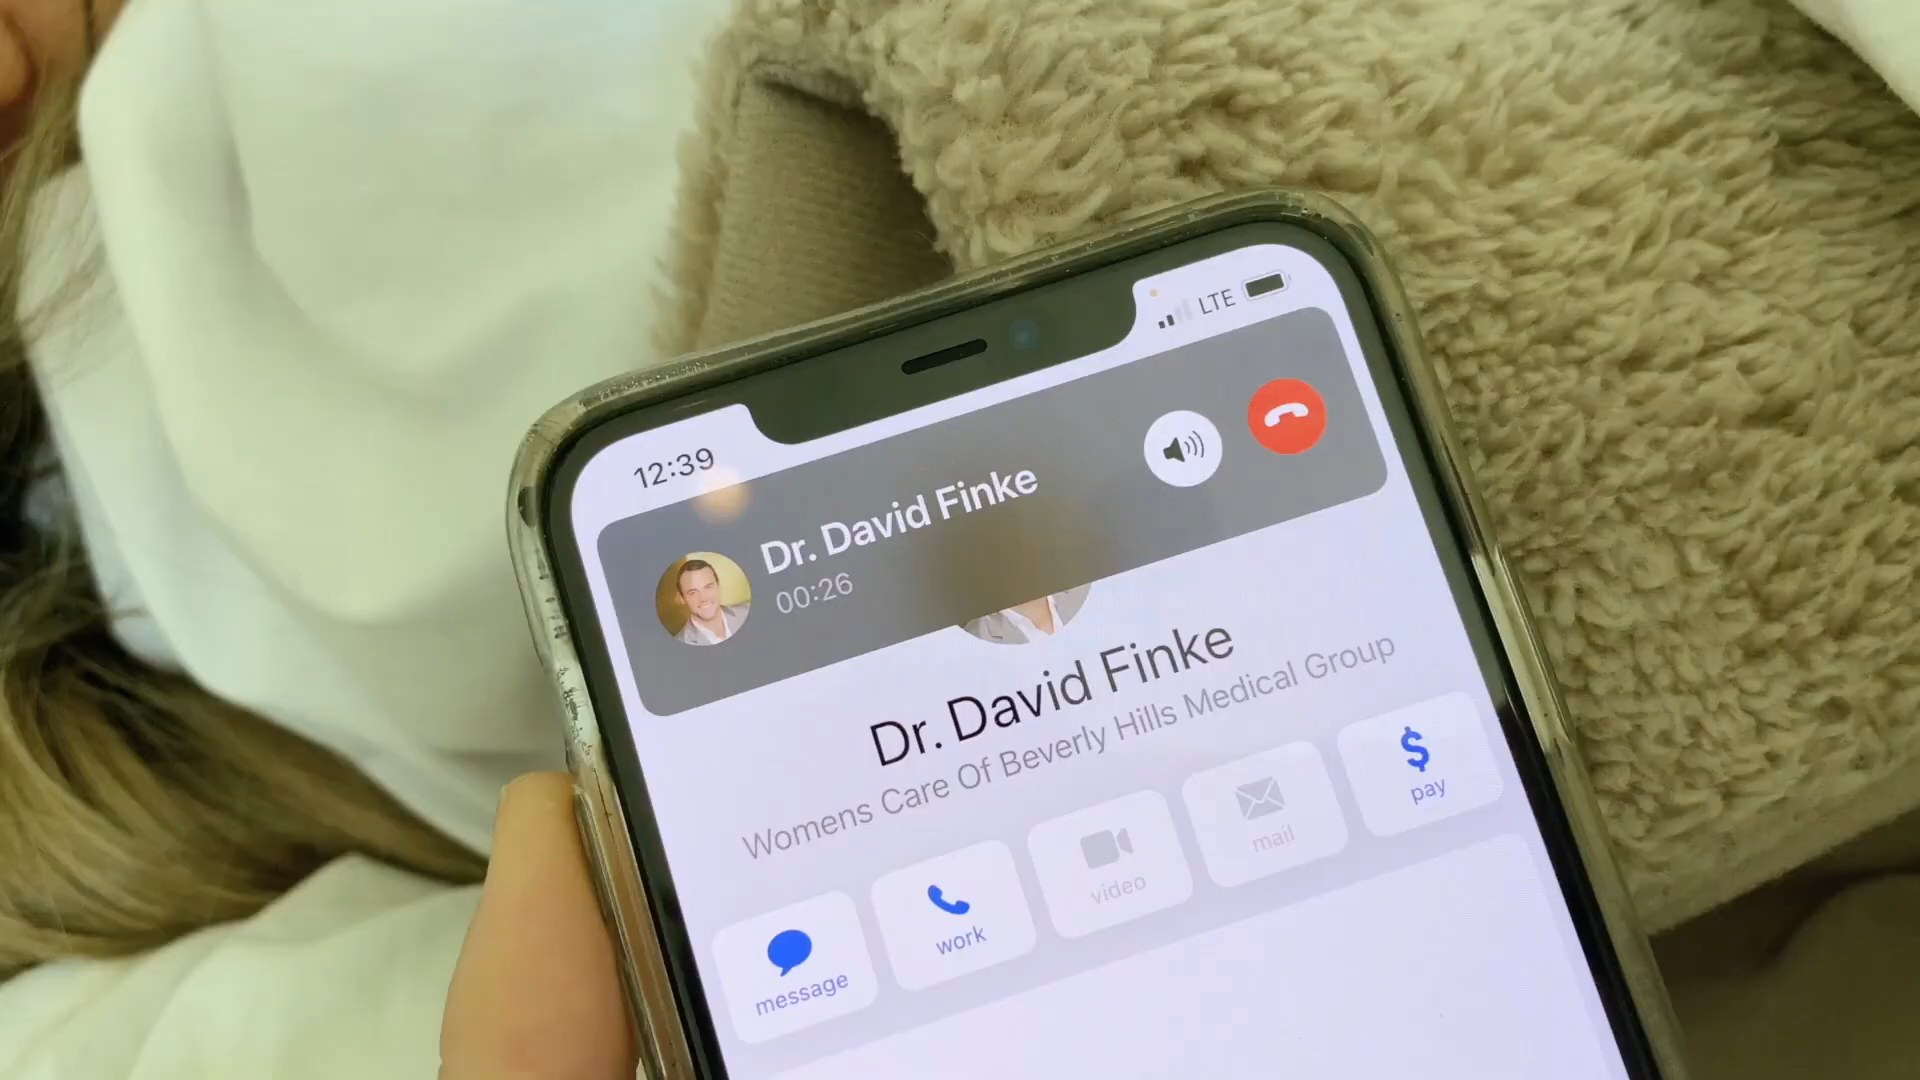 12:39
LTE
Dr. David Finke
00:26
Dr. David Finke
Womens Care Of Beverly Hills Medical Group
message
work
video
mail
$
pay